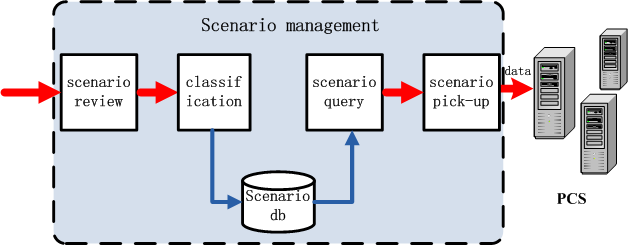 Scenario management
scenario
review
classif
ication
scenario
query
scenario
pick-up
data
Scenario
db
PCS